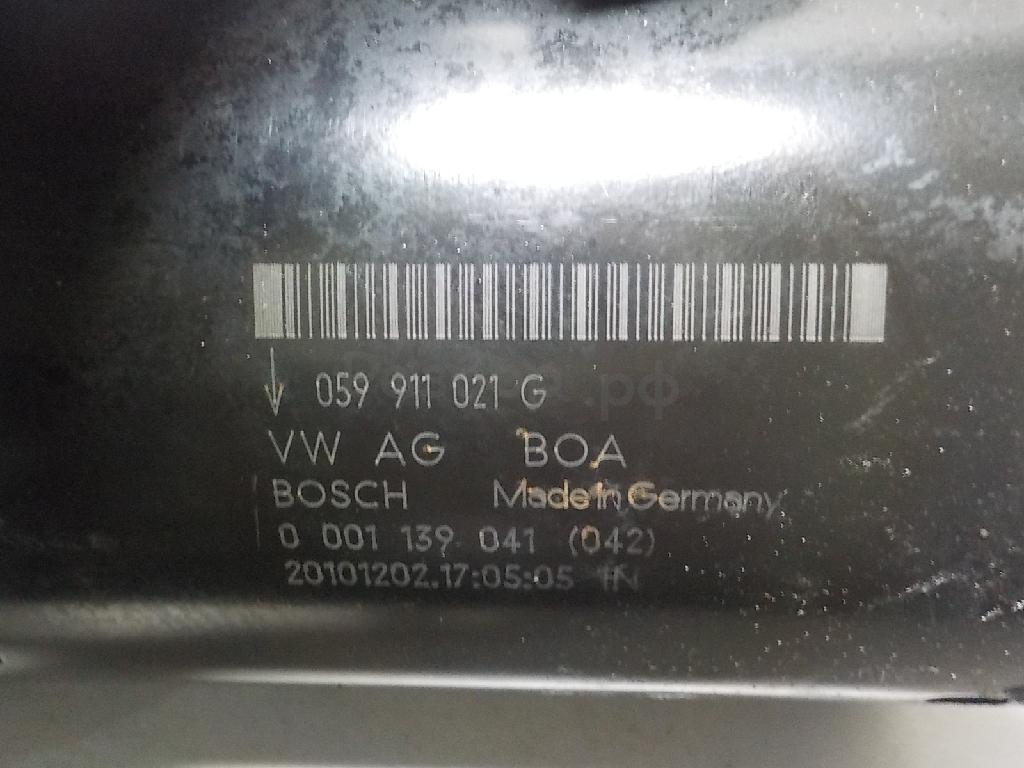 059 911 021 G
VW AG BOA
BOSCH Made in Germany
0 001 139 041 (042)
20101202.17:05:05
.рф